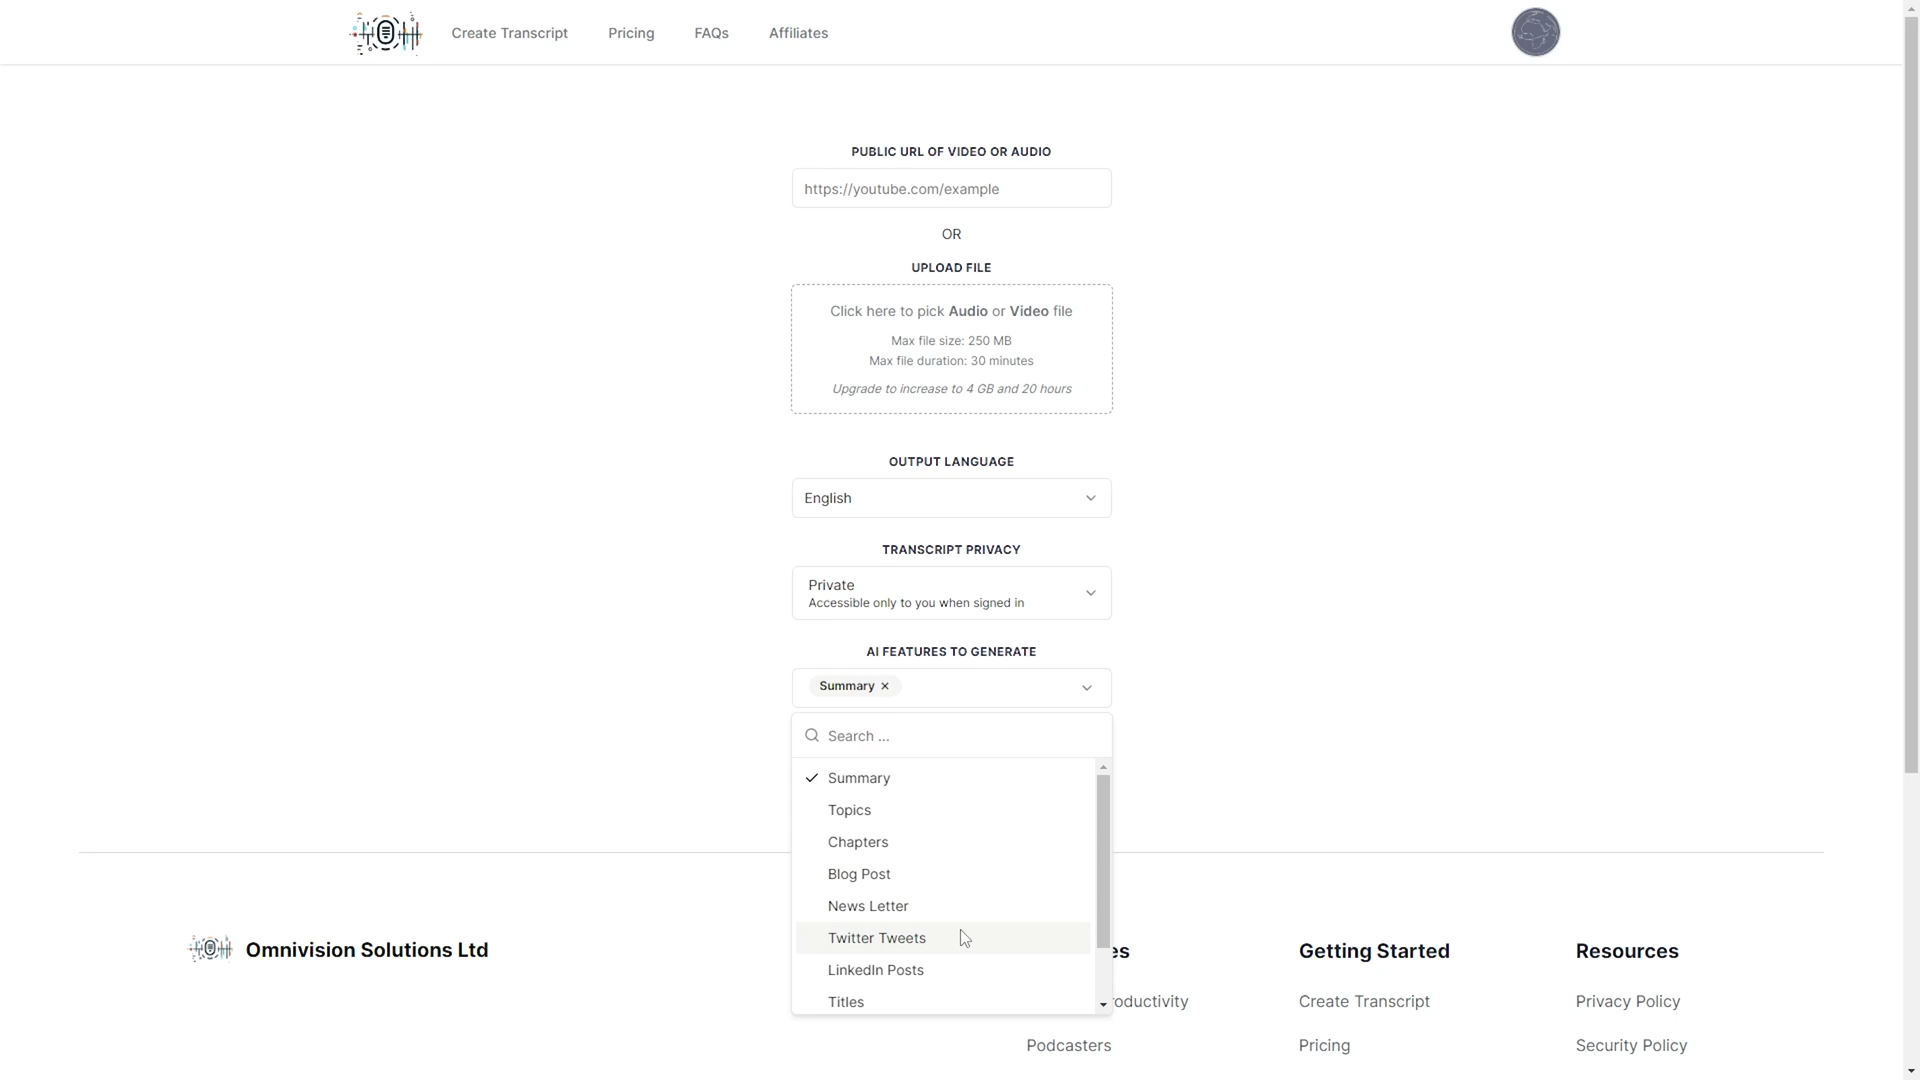 Create Transcript
Pricing
FAQs
Affiliates
PUBLIC URL OF VIDEO OR AUDIO
https://youtube.com/example
OR
UPLOAD FILE
Click here to pick Audio or Video file
Max file size: 250 MB
Max file duration: 30 minutes
Upgrade to increase to 4 GB and 20 hours
OUTPUT LANGUAGE
English
TRANSCRIPT PRIVACY
Private
Accessible only to you when signed in
AI FEATURES TO GENERATE
Summary ×
Search ...
Summary
Topics
Chapters
Blog Post
News Letter
Twitter Tweets
LinkedIn Posts
Titles
Omnivision Solutions Ltd
Podcasters
Getting Started
Create Transcript
Pricing
Resources
Privacy Policy
Security Policy